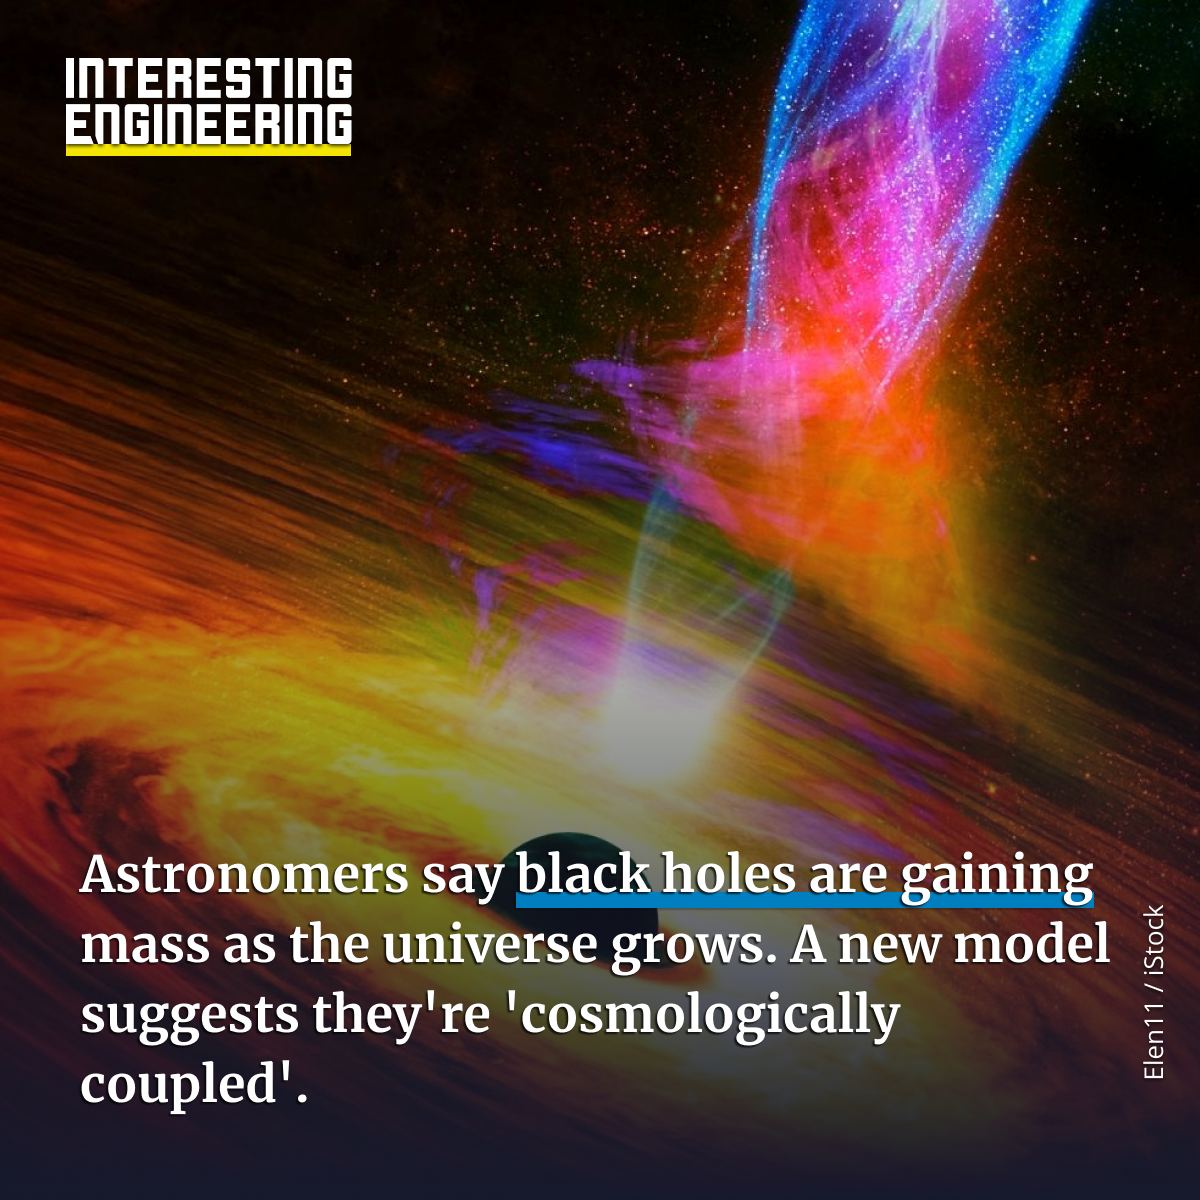 INTERESTING
ENGINEERING
Astronomers say black holes are gaining
mass as the universe grows. A new model
suggests they're 'cosmologically
coupled'.
Elen11 / iStock